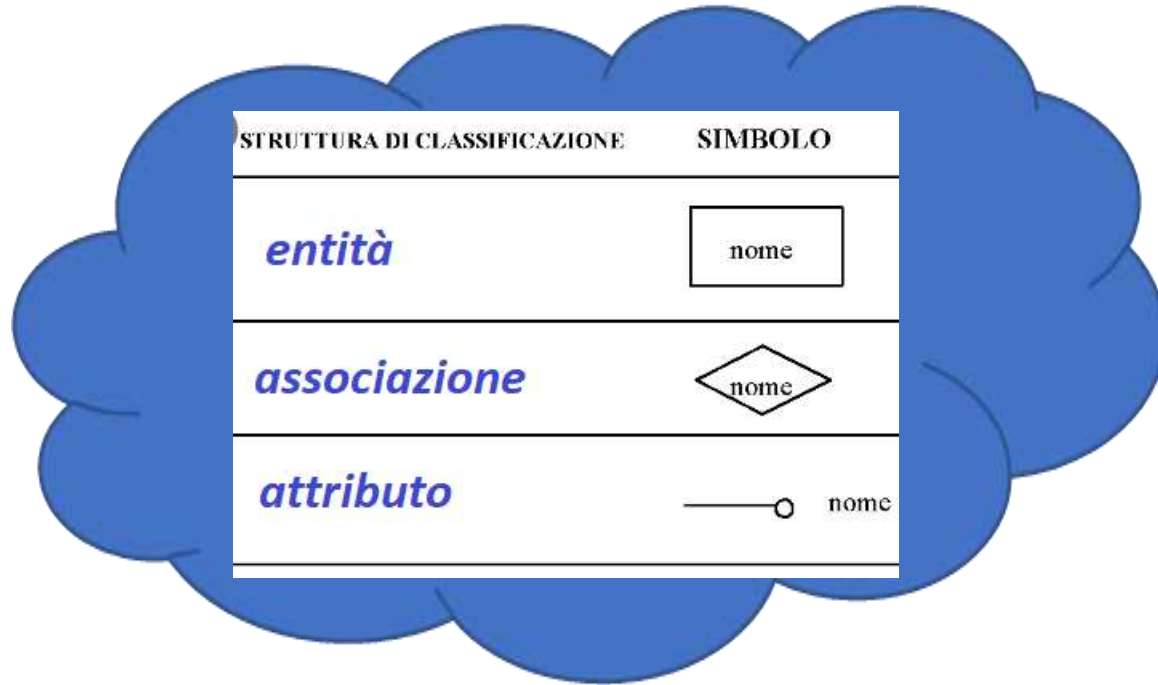 STRUTTURA DI CLASSIFICAZIONE SIMBOLO
entità nome
associazione nome
attributo nome